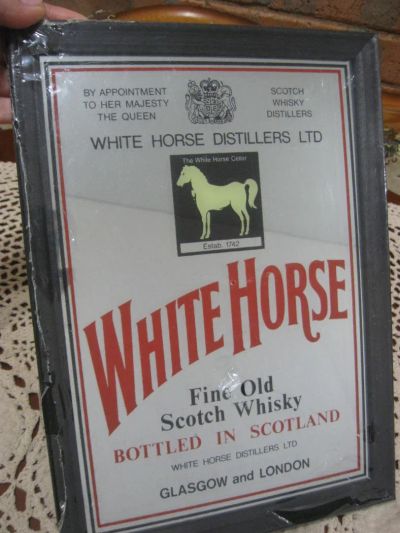 BY APPOINTMENT
TO HER MAJESTY
THE QUEEN
SCOTCH
WHISKY
DISTILLERS
WHITE HORSE DISTILLERS LTD
The White Horse Cellar
Estab. 1742
WHITE HORSE
Fine Old
Scotch Whisky
BOTTLED IN SCOTLAND
WHITE HORSE DISTILLERS LTD
GLASGOW and LONDON